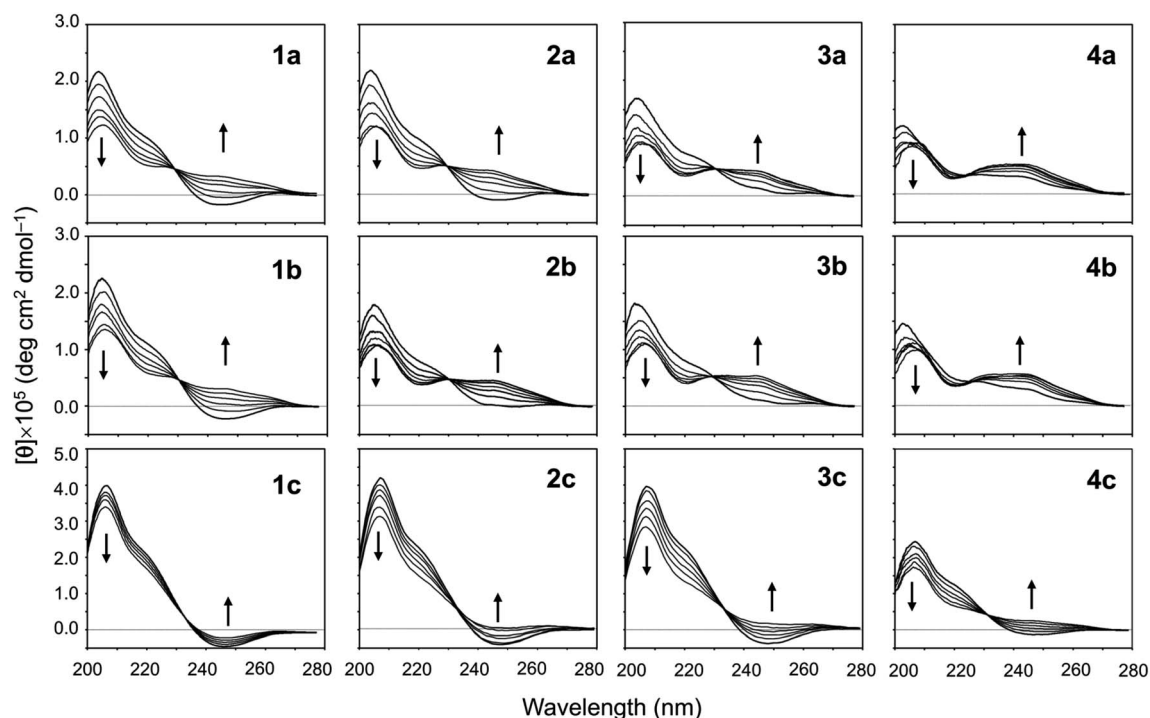 3.0
2.0
1.0
0.0
1a
2a
3a
4a
3.0
2.0
1.0
0.0
1b
2b
3b
4b
5.0
4.0
3.0
2.0
1.0
0.0
1c
2c
3c
4c
200 220 240 260 280 200 220 240 260 280 200 220 240 260 280 200 220 240 260 280
[θ]×10⁵ (deg cm² dmol⁻¹)
Wavelength (nm)